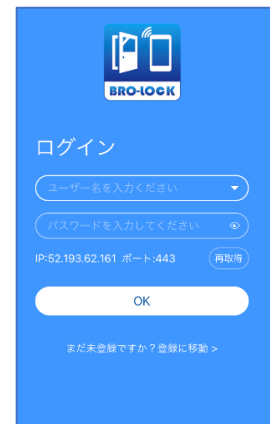 BRO-LOCK
ログイン
ユーザー名を入力ください
パスワードを入力してください
IP:52.193.62.161 ポート:443
再取得
OK
まだ未登録ですか？登録に移動 >